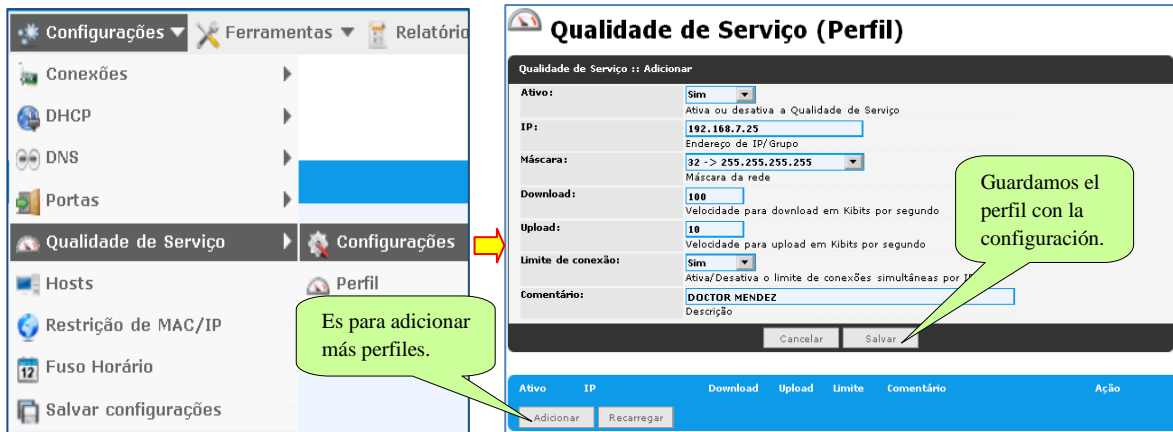 Configurações
Ferramentas
Relatório
Conexões
DHCP
DNS
Portas
Qualidade de Serviço
Configurações
Hosts
Perfil
Restrição de MAC/IP
Fuso Horário
12
Salvar configurações
Es para adicionar
más perfiles.
Qualidade de Serviço (Perfil)
Qualidade de Serviço :: Adicionar
Ativo:
Sim
Ativa ou desativa a Qualidade de Serviço
IP:
192.168.7.25
Endereço de IP/Grupo
Máscara:
32 -> 255.255.255.255
Máscara da rede
Download:
100
Velocidade para download em Kibits por segundo
Upload:
10
Velocidade para upload em Kibits por segundo
Limite de conexão:
Sim
Ativa/Desativa o limite de conexões simultâneas por
Comentário:
DOCTOR MENDEZ
Descrição
Cancelar
Salvar
Guardamos el
perfil con la
configuración.
Ativo IP Download Upload Limite Comentário Ação
Adicionar
Recarregar